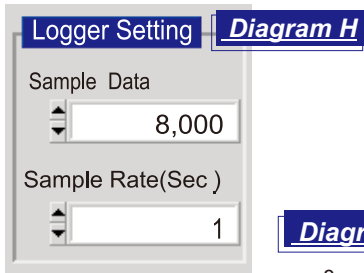 Logger Setting Diagram H
Sample Data
8,000
Sample Rate(Sec )
1